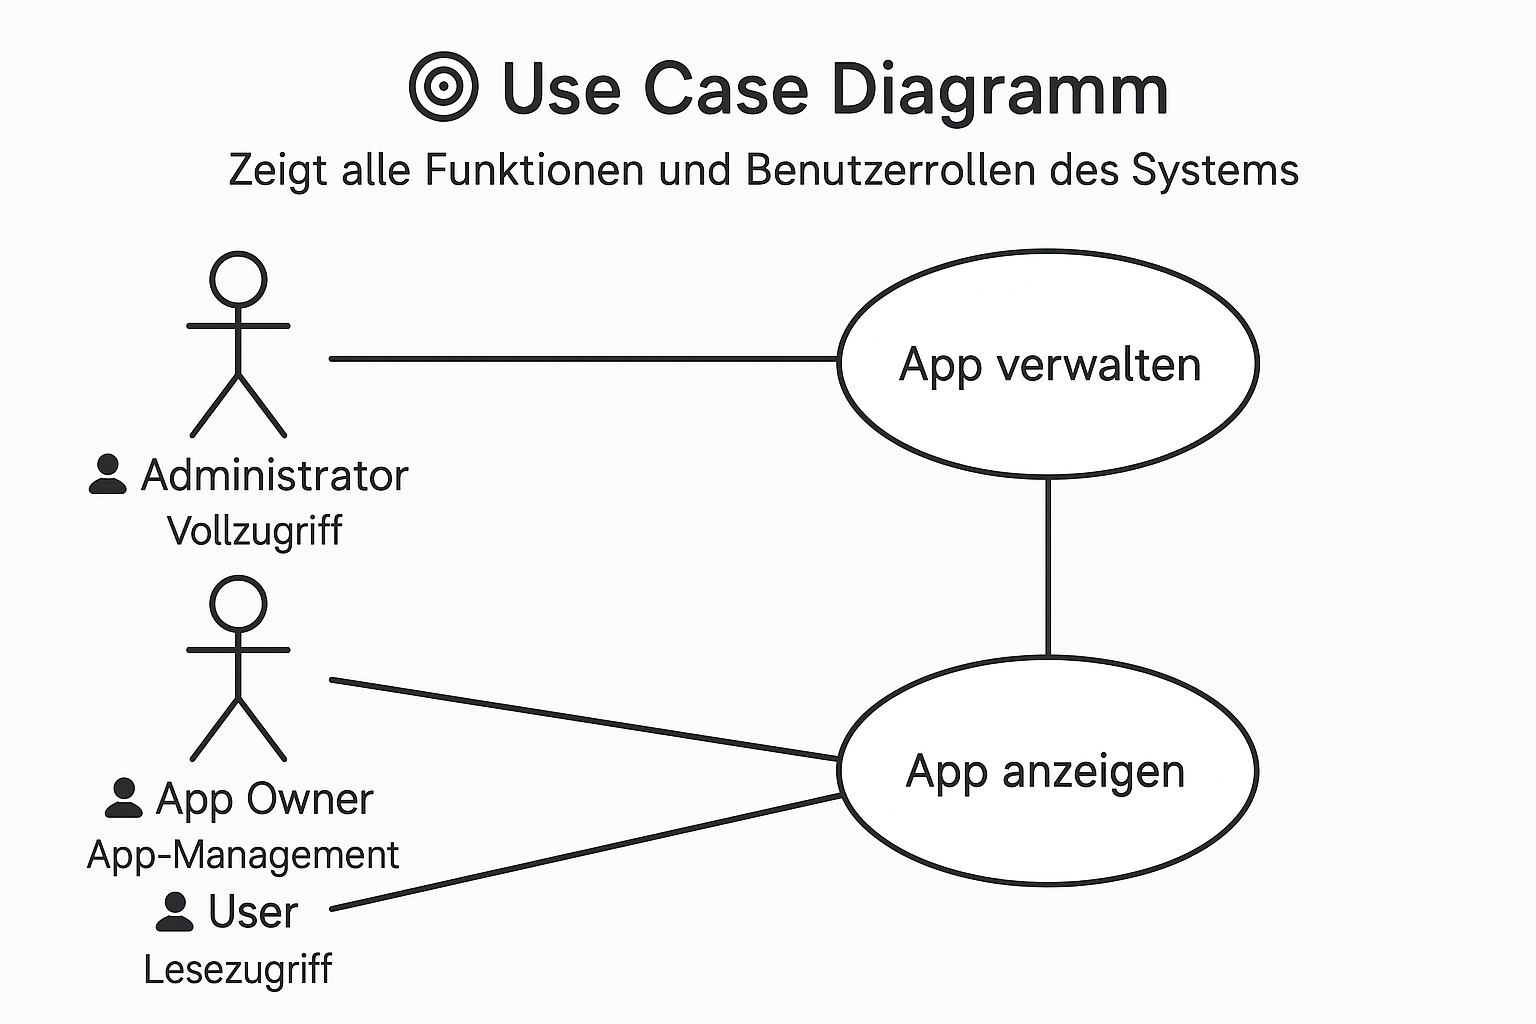 Use Case Diagramm
Zeigt alle Funktionen und Benutzerrollen des Systems
App verwalten
Administrator
Vollzugriff
App anzeigen
App Owner
App-Management
User
Lesezugriff